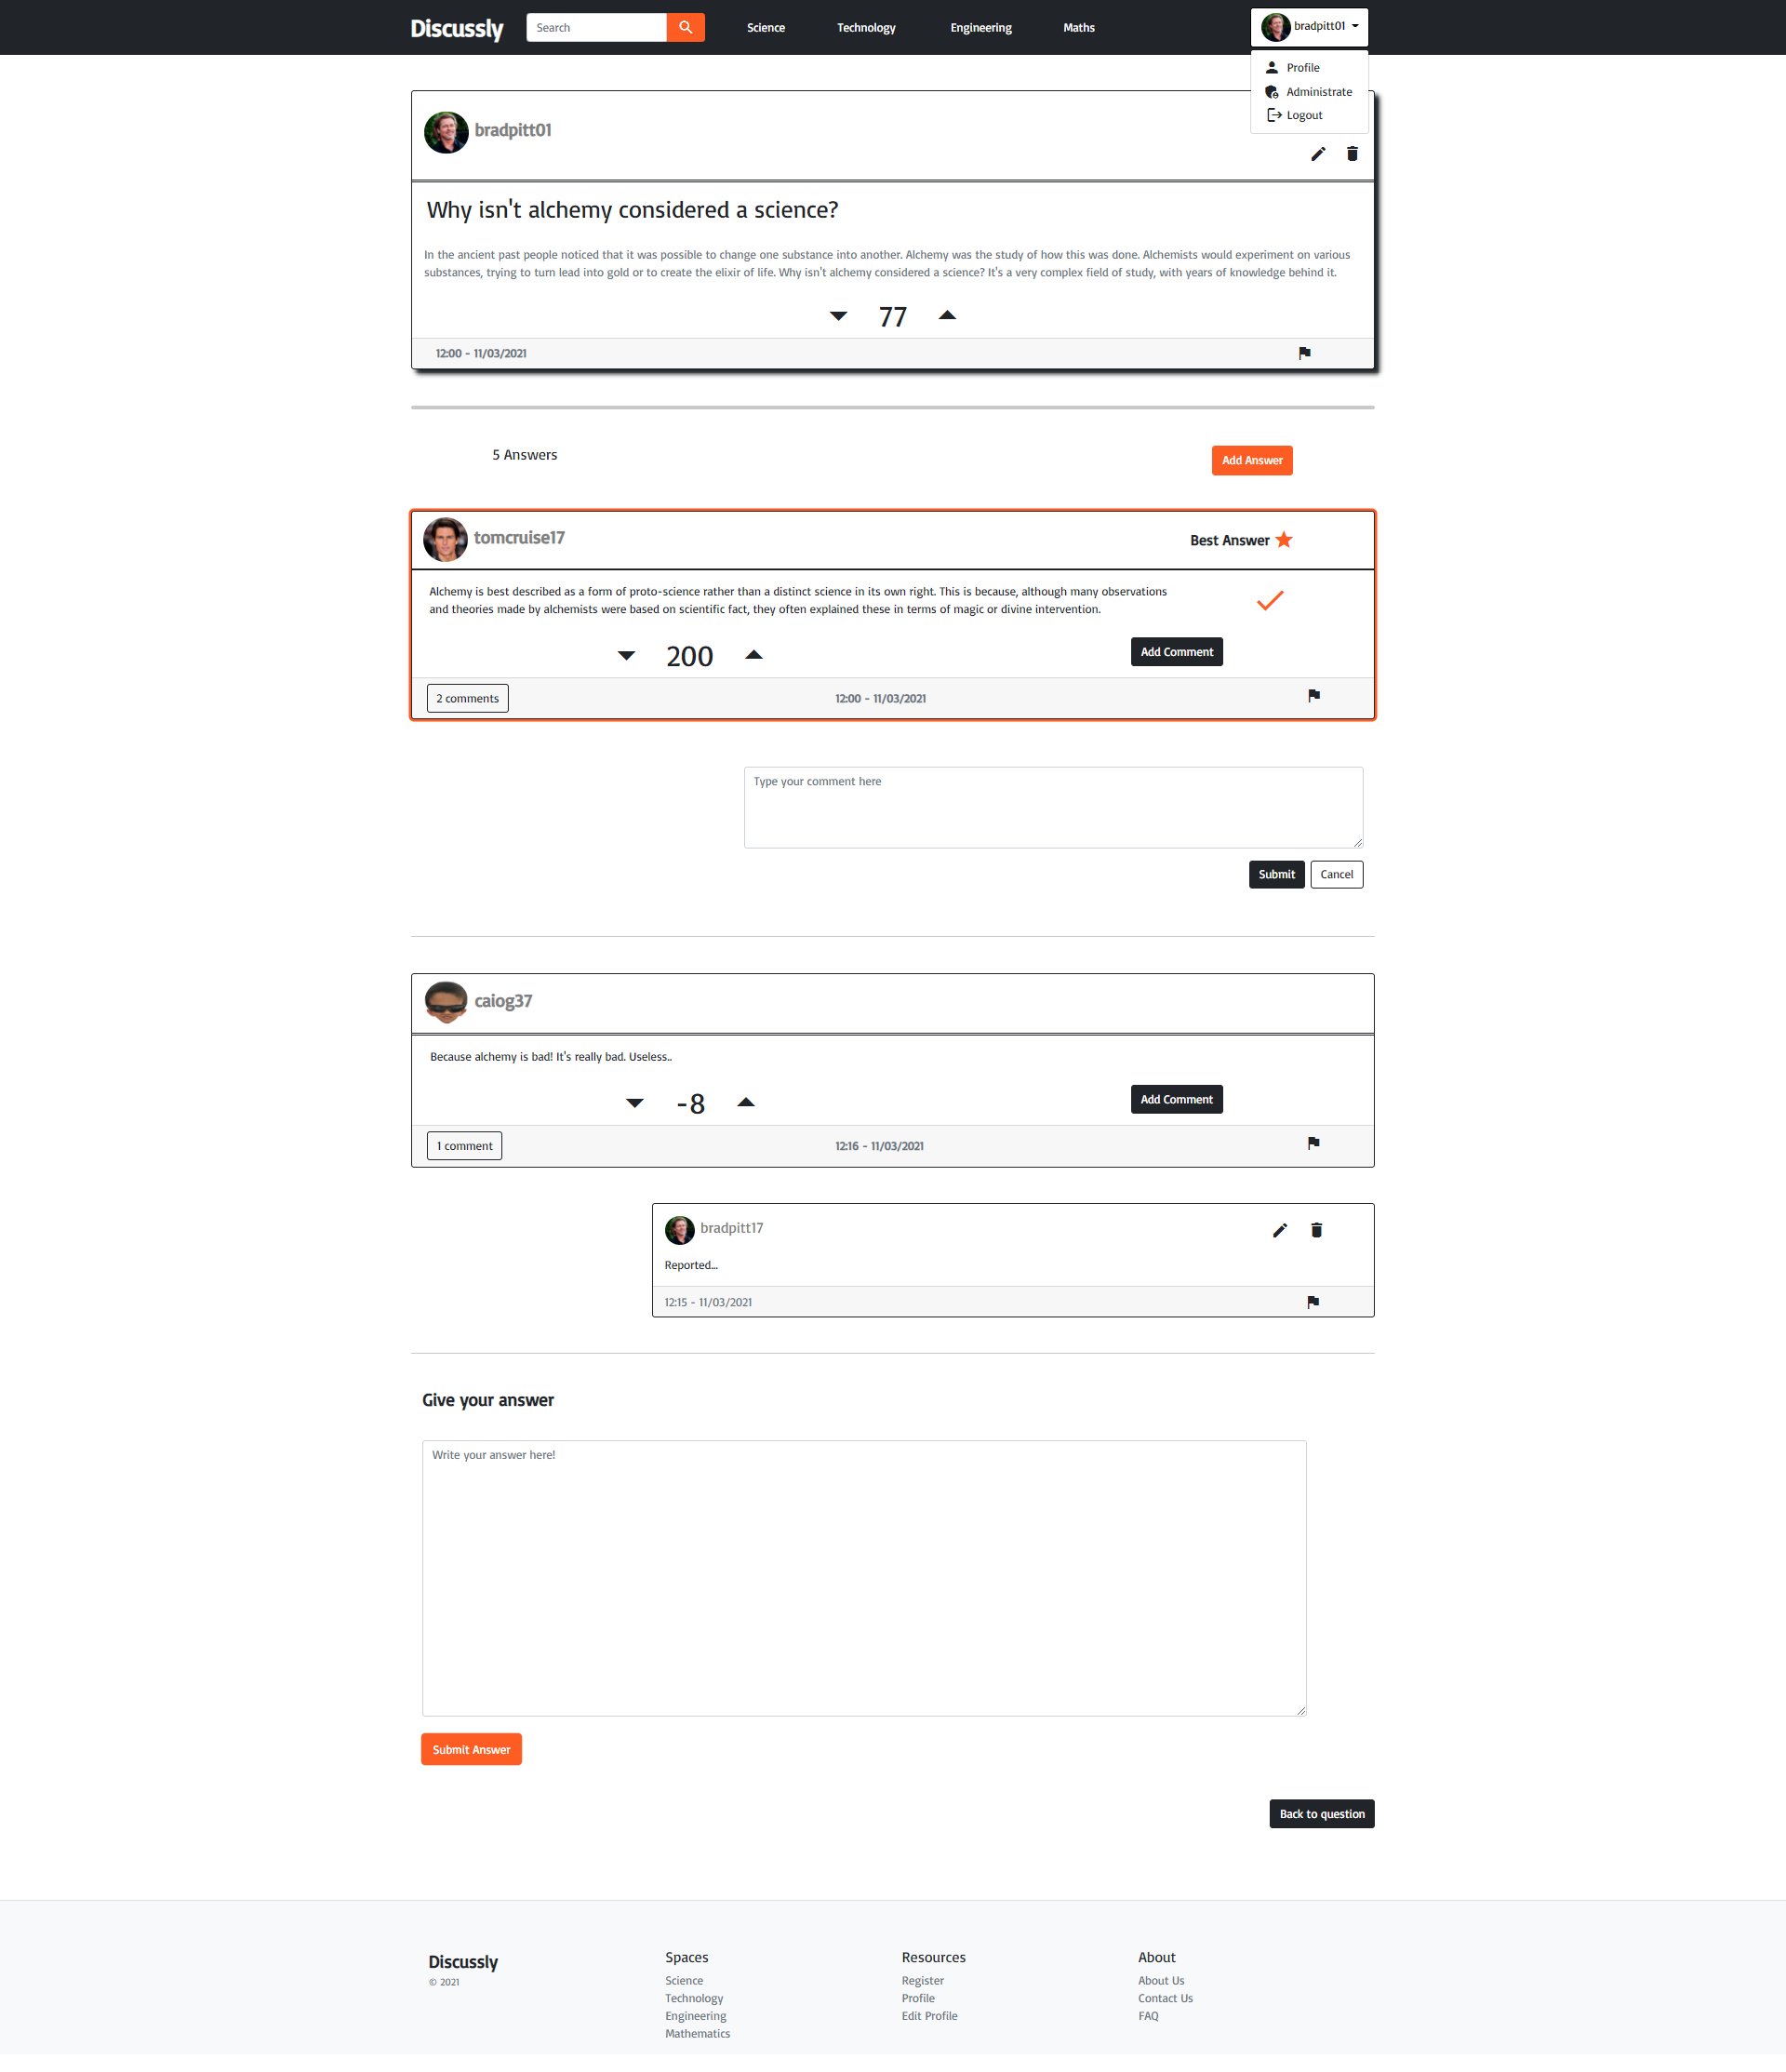 Discussly
Search
Science
Technology
Engineering
Maths
bradpitt01
Profile
Administrate
Logout
bradpitt01
Why isn't alchemy considered a science?
In the ancient past people noticed that it was possible to change one substance into another. Alchemy was the study of how this was done. Alchemists would experiment on various
substances, trying to turn lead into gold or to create the elixir of life. Why isn't alchemy considered a science? It's a very complex field of study, with years of knowledge behind it.
77
12:00 - 11/03/2021
5 Answers
Add Answer
tomcruise17
Best Answer
Alchemy is best described as a form of proto-science rather than a distinct science in its own right. This is because, although many observations
and theories made by alchemists were based on scientific fact, they often explained these in terms of magic or divine intervention.
200
Add Comment
2 comments
12:00 - 11/03/2021
Type your comment here
Submit
Cancel
caiog37
Because alchemy is bad! It's really bad. Useless..
-8
Add Comment
1 comment
12:16 - 11/03/2021
bradpitt17
Reported...
12:15 - 11/03/2021
Give your answer
Write your answer here!
Submit Answer
Back to question
Discussly
© 2021
Spaces
Science
Technology
Engineering
Mathematics
Resources
Register
Profile
Edit Profile
About
About Us
Contact Us
FAQ